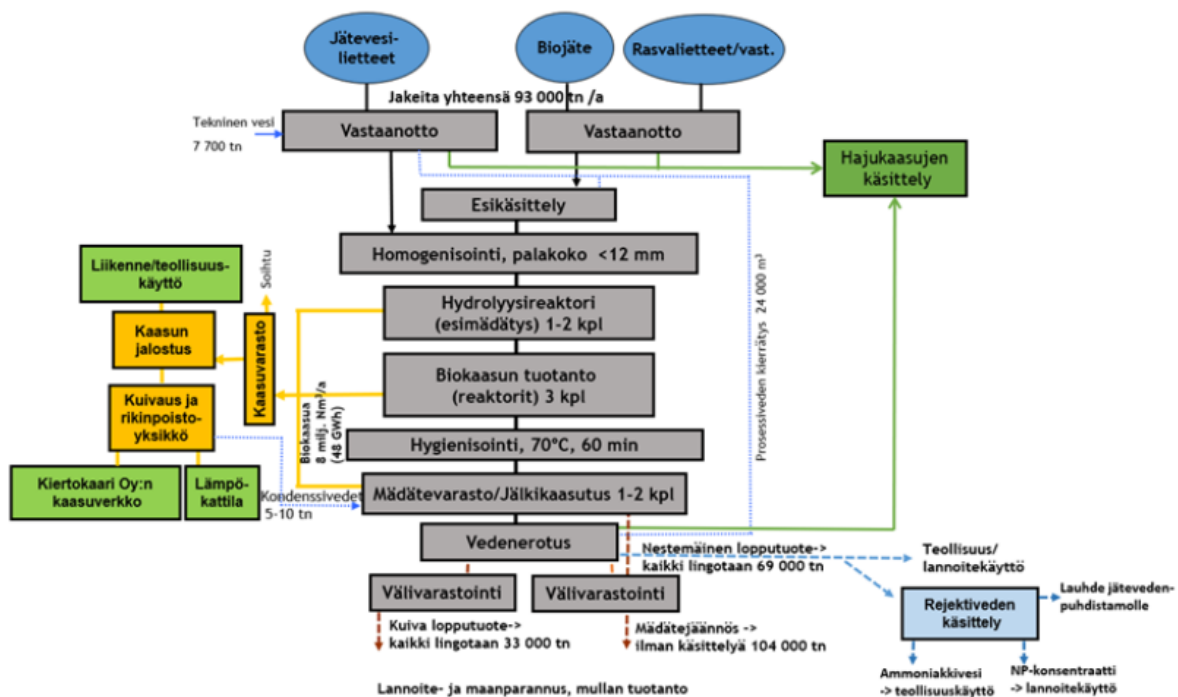 Jätevesi-
lietteet
Biojäte
Rasvalietteet/vast.
Jakeita yhteensä 93 000 tn /a
Tekninen vesi
7 700 tn
Vastaanotto
Vastaanotto
Hajukaasujen
käsittely
Esikäsittely
Homogenisointi, palakoko <12 mm
Liikenne/teollisuus-
käyttö
Soihtu
Hydrolyysireaktori
(esimädätys) 1-2 kpl
Prosessiveden kierrätys 24 000 m³
Kaasun
jalostus
Kaasuvarasto
Biokaasun tuotanto
(reaktorit) 3 kpl
Kuivaus ja
rikinpoisto-
yksikkö
Biokaasua
8 milj. Nm³/a
(48 GWh)
Hygienisointi, 70°C, 60 min
Kiertokaari Oy:n
kaasuverkko
Lämpö-
kattila
Kondenssivedet
5-10 tn
Mädätevarasto/Jälkikaasutus 1-2 kpl
Vedenerotus
Nestemäinen lopputuote->
kaikki lingotaan 69 000 tn
Teollisuus/
lannoitekäyttö
Välivarastointi
Välivarastointi
Rejektiveden
käsittely
Lauhde jäteveden-
puhdistamolle
Kuiva lopputuote->
kaikki lingotaan 33 000 tn
Mädätejäännös ->
ilman käsittelyä 104 000 tn
Ammoniakkivesi
-> teollisuuskäyttö
NP-konsentraatti
-> lannoitekäyttö
Lannoite- ja maanparannus, mullan tuotanto